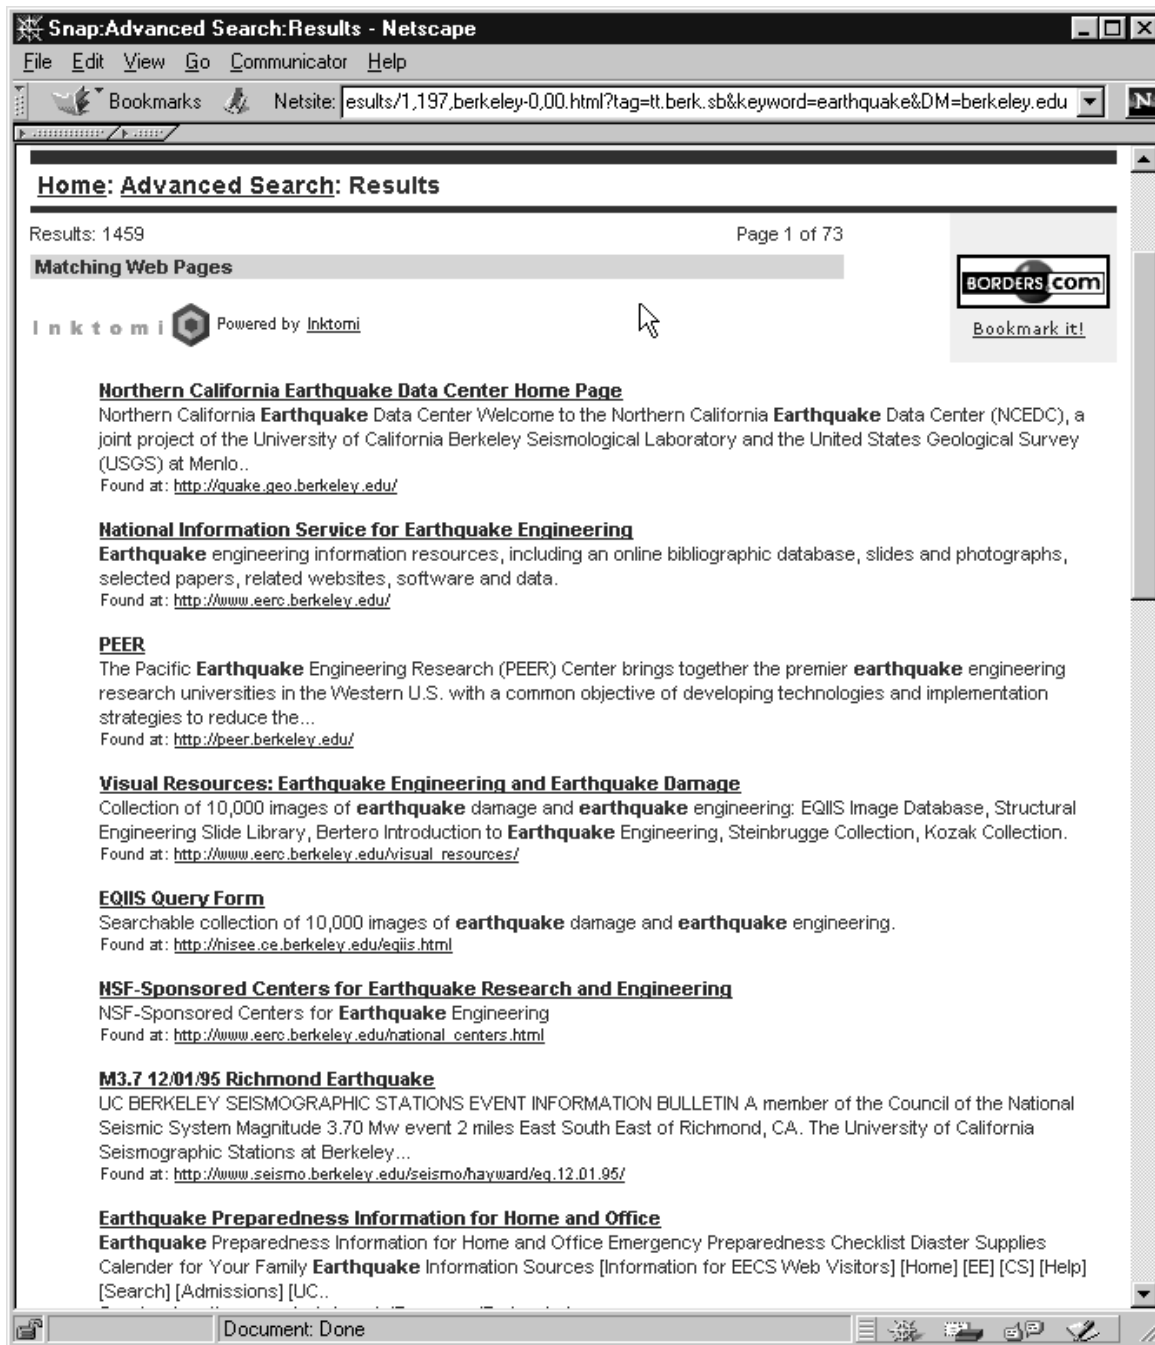 Snap:Advanced Search:Results - Netscape
File Edit View Go Communicator Help
Bookmarks Netsite: esults/1,197,berkeley-0,00.html?tag=tt.berk.sb&keyword=earthquake&DM=berkeley.edu N
Home: Advanced Search: Results
Results: 1459 Page 1 of 73
Matching Web Pages
BORDERS.com
Inktomi Powered by Inktomi
Bookmark it!
Northern California Earthquake Data Center Home Page
Northern California Earthquake Data Center Welcome to the Northern California Earthquake Data Center (NCEDC), a
joint project of the University of California Berkeley Seismological Laboratory and the United States Geological Survey
(USGS) at Menlo..
Found at: http://quake.geo.berkeley.edu/
National Information Service for Earthquake Engineering
Earthquake engineering information resources, including an online bibliographic database, slides and photographs,
selected papers, related websites, software and data.
Found at: http://www.eerc.berkeley.edu/
PEER
The Pacific Earthquake Engineering Research (PEER) Center brings together the premier earthquake engineering
research universities in the Western U.S. with a common objective of developing technologies and implementation
strategies to reduce the...
Found at: http://peer.berkeley.edu/
Visual Resources: Earthquake Engineering and Earthquake Damage
Collection of 10,000 images of earthquake damage and earthquake engineering: EQIIS Image Database, Structural
Engineering Slide Library, Bertero Introduction to Earthquake Engineering, Steinbrugge Collection, Kozak Collection.
Found at: http://www.eerc.berkeley.edu/visual_resources/
EQIIS Query Form
Searchable collection of 10,000 images of earthquake damage and earthquake engineering.
Found at: http://nisee.ce.berkeley.edu/eqiis.html
NSF-Sponsored Centers for Earthquake Research and Engineering
NSF-Sponsored Centers for Earthquake Engineering
Found at: http://www.eerc.berkeley.edu/national_centers.html
M3.7 12/01/95 Richmond Earthquake
UC BERKELEY SEISMOGRAPHIC STATIONS EVENT INFORMATION BULLETIN A member of the Council of the National
Seismic System Magnitude 3.70 Mw event 2 miles East South East of Richmond, CA. The University of California
Seismographic Stations at Berkeley...
Found at: http://www.seismo.berkeley.edu/seismo/hayward/eq.12.01.95/
Earthquake Preparedness Information for Home and Office
Earthquake Preparedness Information for Home and Office Emergency Preparedness Checklist Diaster Supplies
Calender for Your Family Earthquake Information Sources [Information for EECS Web Visitors] [Home] [EE] [CS] [Help]
[Search] [Admissions] [UC..
Document: Done